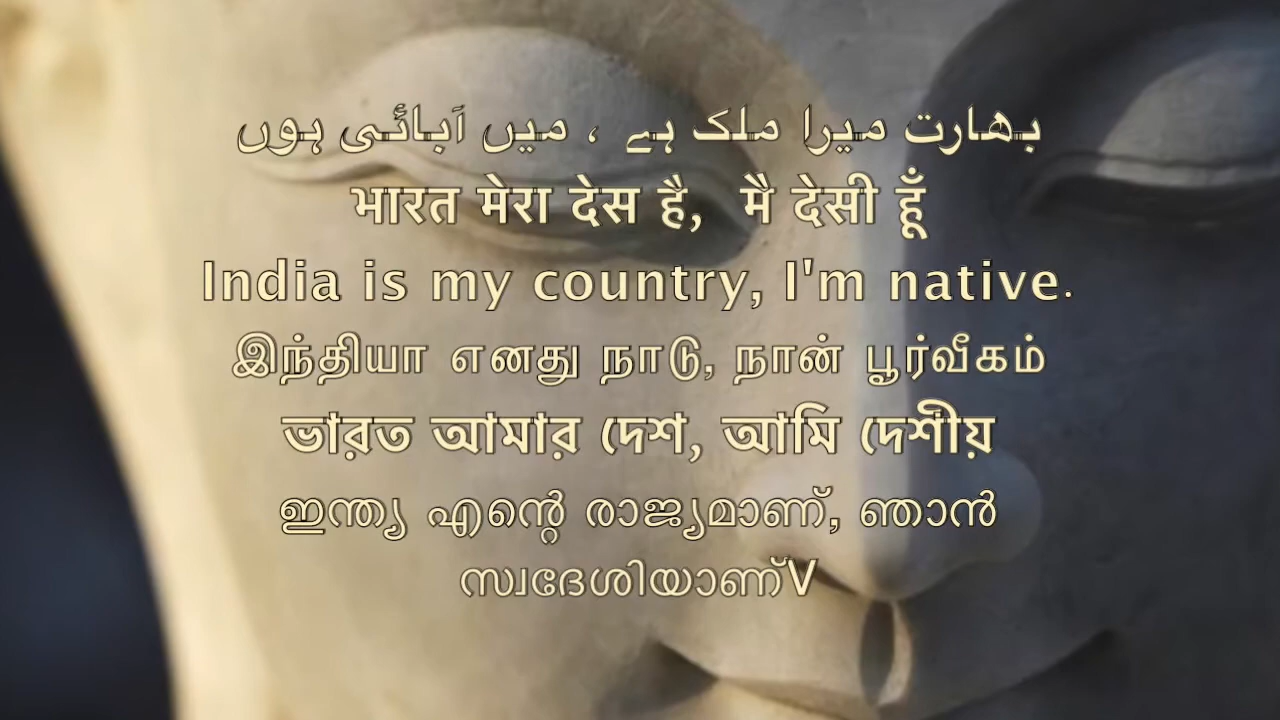 بھارت میرا ملک ہے ، میں آبائی ہوں
भारत मेरा देस है, मै देसी हूँ
India is my country, I'm native.
இந்தியா எனது நாடு, நான் பூர்வீகம்
ভারত আমার দেশ, আমি দেশীয়
ഇന്ത്യ എന്റെ രാജ്യമാണ്, ഞാൻ
സ്വദേശിയാണ്V